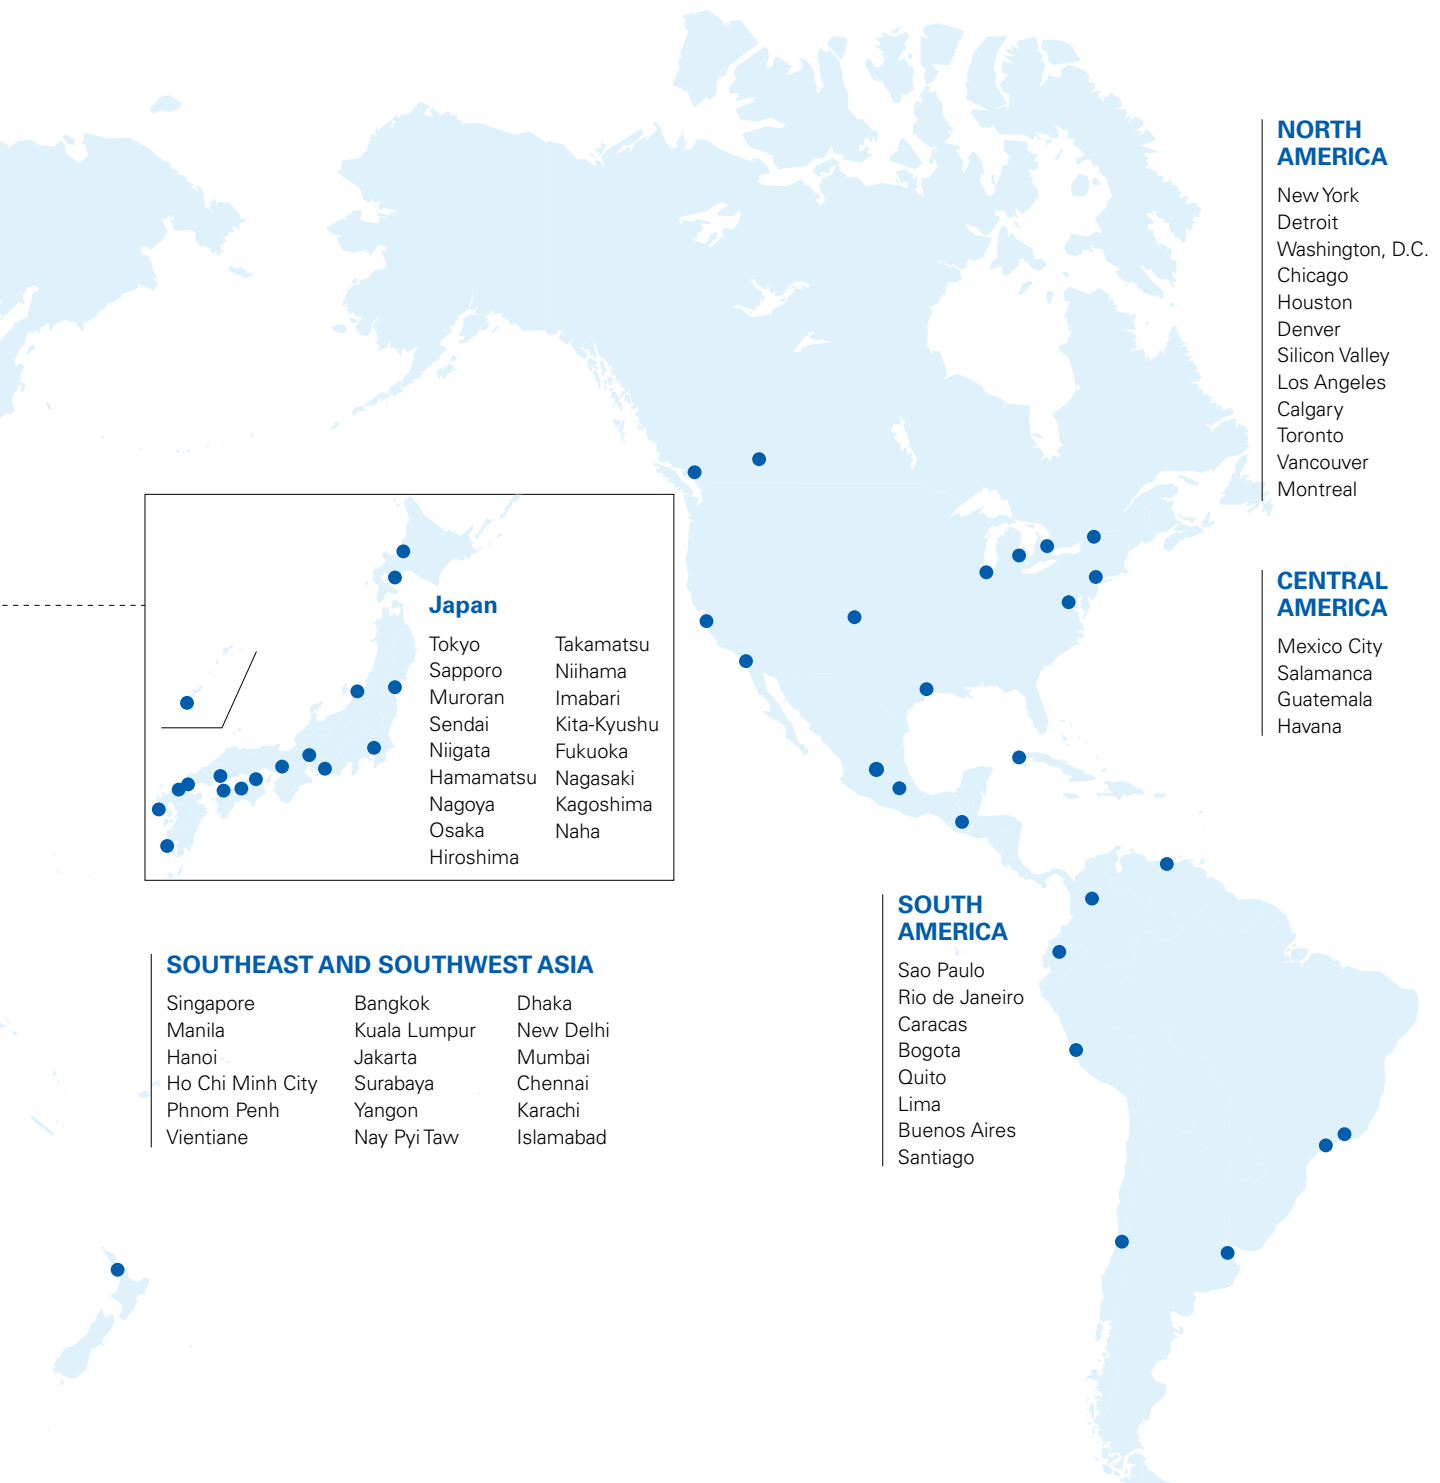 NORTH
AMERICA
New York
Detroit
Washington, D.C.
Chicago
Houston
Denver
Silicon Valley
Los Angeles
Calgary
Toronto
Vancouver
Montreal
CENTRAL
AMERICA
Mexico City
Salamanca
Guatemala
Havana
Japan
Tokyo
Sapporo
Muroran
Sendai
Niigata
Hamamatsu
Nagoya
Osaka
Hiroshima
Takamatsu
Niihama
Imabari
Kita-Kyushu
Fukuoka
Nagasaki
Kagoshima
Naha
SOUTH
AMERICA
Sao Paulo
Rio de Janeiro
Caracas
Bogota
Quito
Lima
Buenos Aires
Santiago
SOUTHEAST AND SOUTHWEST ASIA
Singapore
Manila
Hanoi
Ho Chi Minh City
Phnom Penh
Vientiane
Bangkok
Kuala Lumpur
Jakarta
Surabaya
Yangon
Nay Pyi Taw
Dhaka
New Delhi
Mumbai
Chennai
Karachi
Islamabad